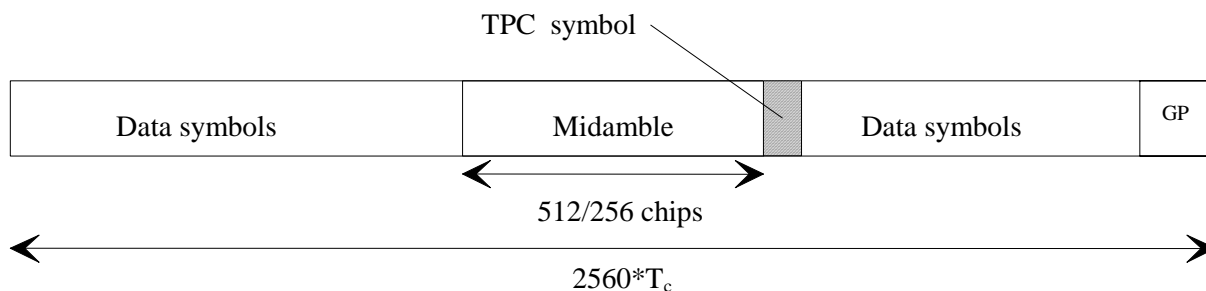 TPC symbol
Data symbols
Midamble
Data symbols
GP
512/256 chips
2560*Tc